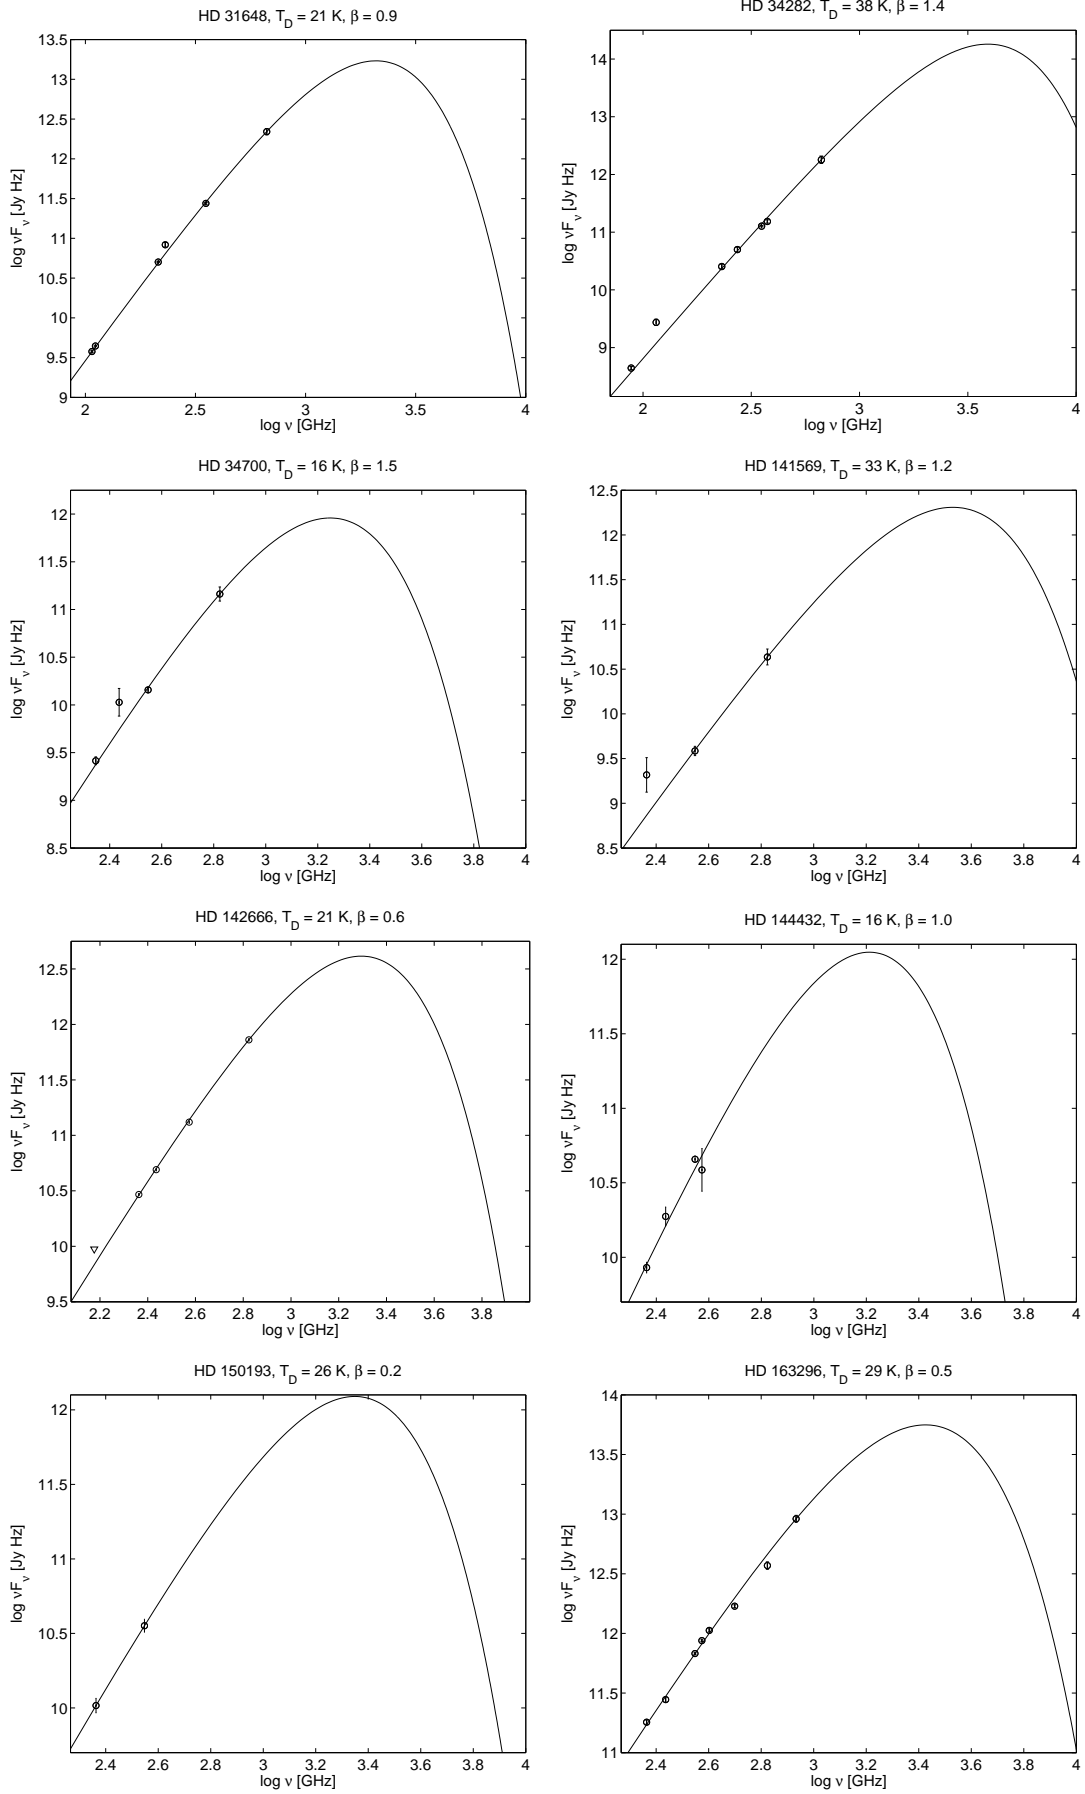 HD 31648, T_D = 21 K, β = 0.9
13.5
13
12.5
12
11.5
11
10.5
10
9.5
9
log νF_ν [Jy Hz]
2 2.5 3 3.5 4
log ν [GHz]
HD 34282, T_D = 38 K, β = 1.4
14
13
12
11
10
9
log νF_ν [Jy Hz]
2 2.5 3 3.5 4
log ν [GHz]
HD 34700, T_D = 16 K, β = 1.5
12
11.5
11
10.5
10
9.5
9
8.5
log νF_ν [Jy Hz]
2.4 2.6 2.8 3 3.2 3.4 3.6 3.8 4
log ν [GHz]
HD 141569, T_D = 33 K, β = 1.2
12.5
12
11.5
11
10.5
10
9.5
9
8.5
log νF_ν [Jy Hz]
2.4 2.6 2.8 3 3.2 3.4 3.6 3.8 4
log ν [GHz]
HD 142666, T_D = 21 K, β = 0.6
12.5
12
11.5
11
10.5
10
9.5
log νF_ν [Jy Hz]
2.2 2.4 2.6 2.8 3 3.2 3.4 3.6 3.8
log ν [GHz]
HD 144432, T_D = 16 K, β = 1.0
12
11.5
11
10.5
10
log νF_ν [Jy Hz]
2.4 2.6 2.8 3 3.2 3.4 3.6 3.8 4
log ν [GHz]
HD 150193, T_D = 26 K, β = 0.2
12
11.5
11
10.5
10
log νF_ν [Jy Hz]
2.4 2.6 2.8 3 3.2 3.4 3.6 3.8 4
log ν [GHz]
HD 163296, T_D = 29 K, β = 0.5
14
13.5
13
12.5
12
11.5
11
log νF_ν [Jy Hz]
2.4 2.6 2.8 3 3.2 3.4 3.6 3.8 4
log ν [GHz]